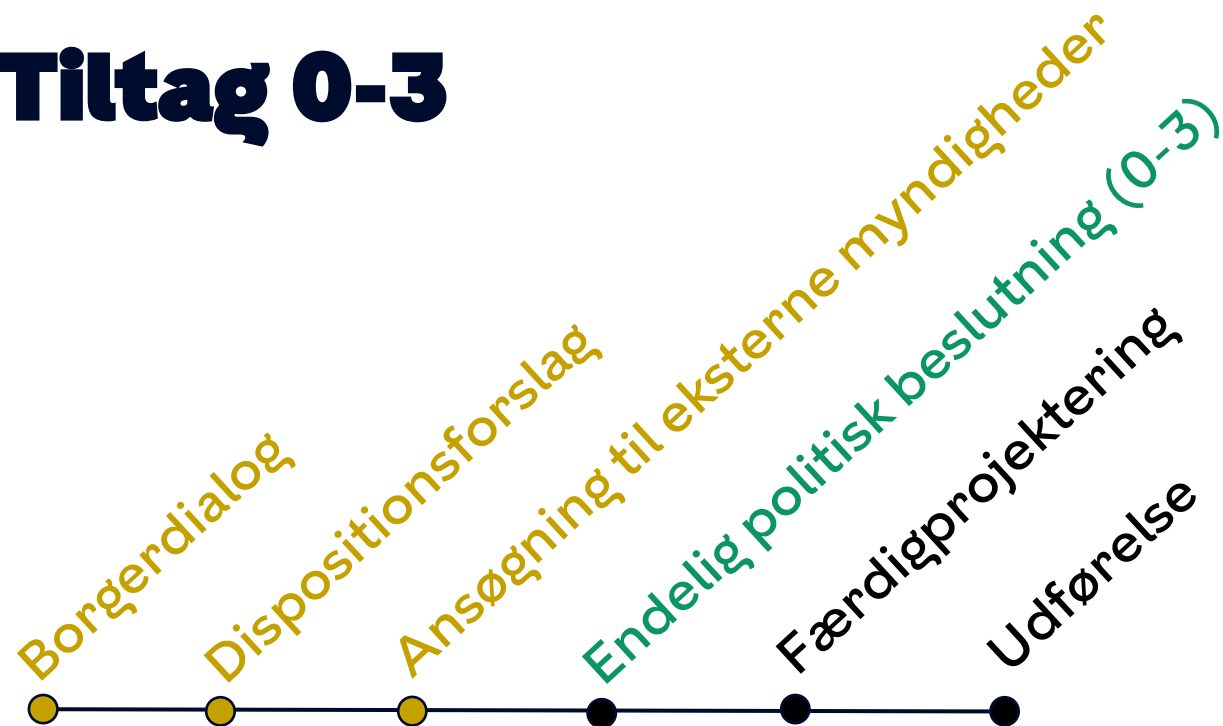 Tiltag 0-3
Borgerdialog
Dispositionsforslag
Ansøgning til eksterne myndigheder
Endelig politisk beslutning (0-3)
Færdigprojektering
Udførelse